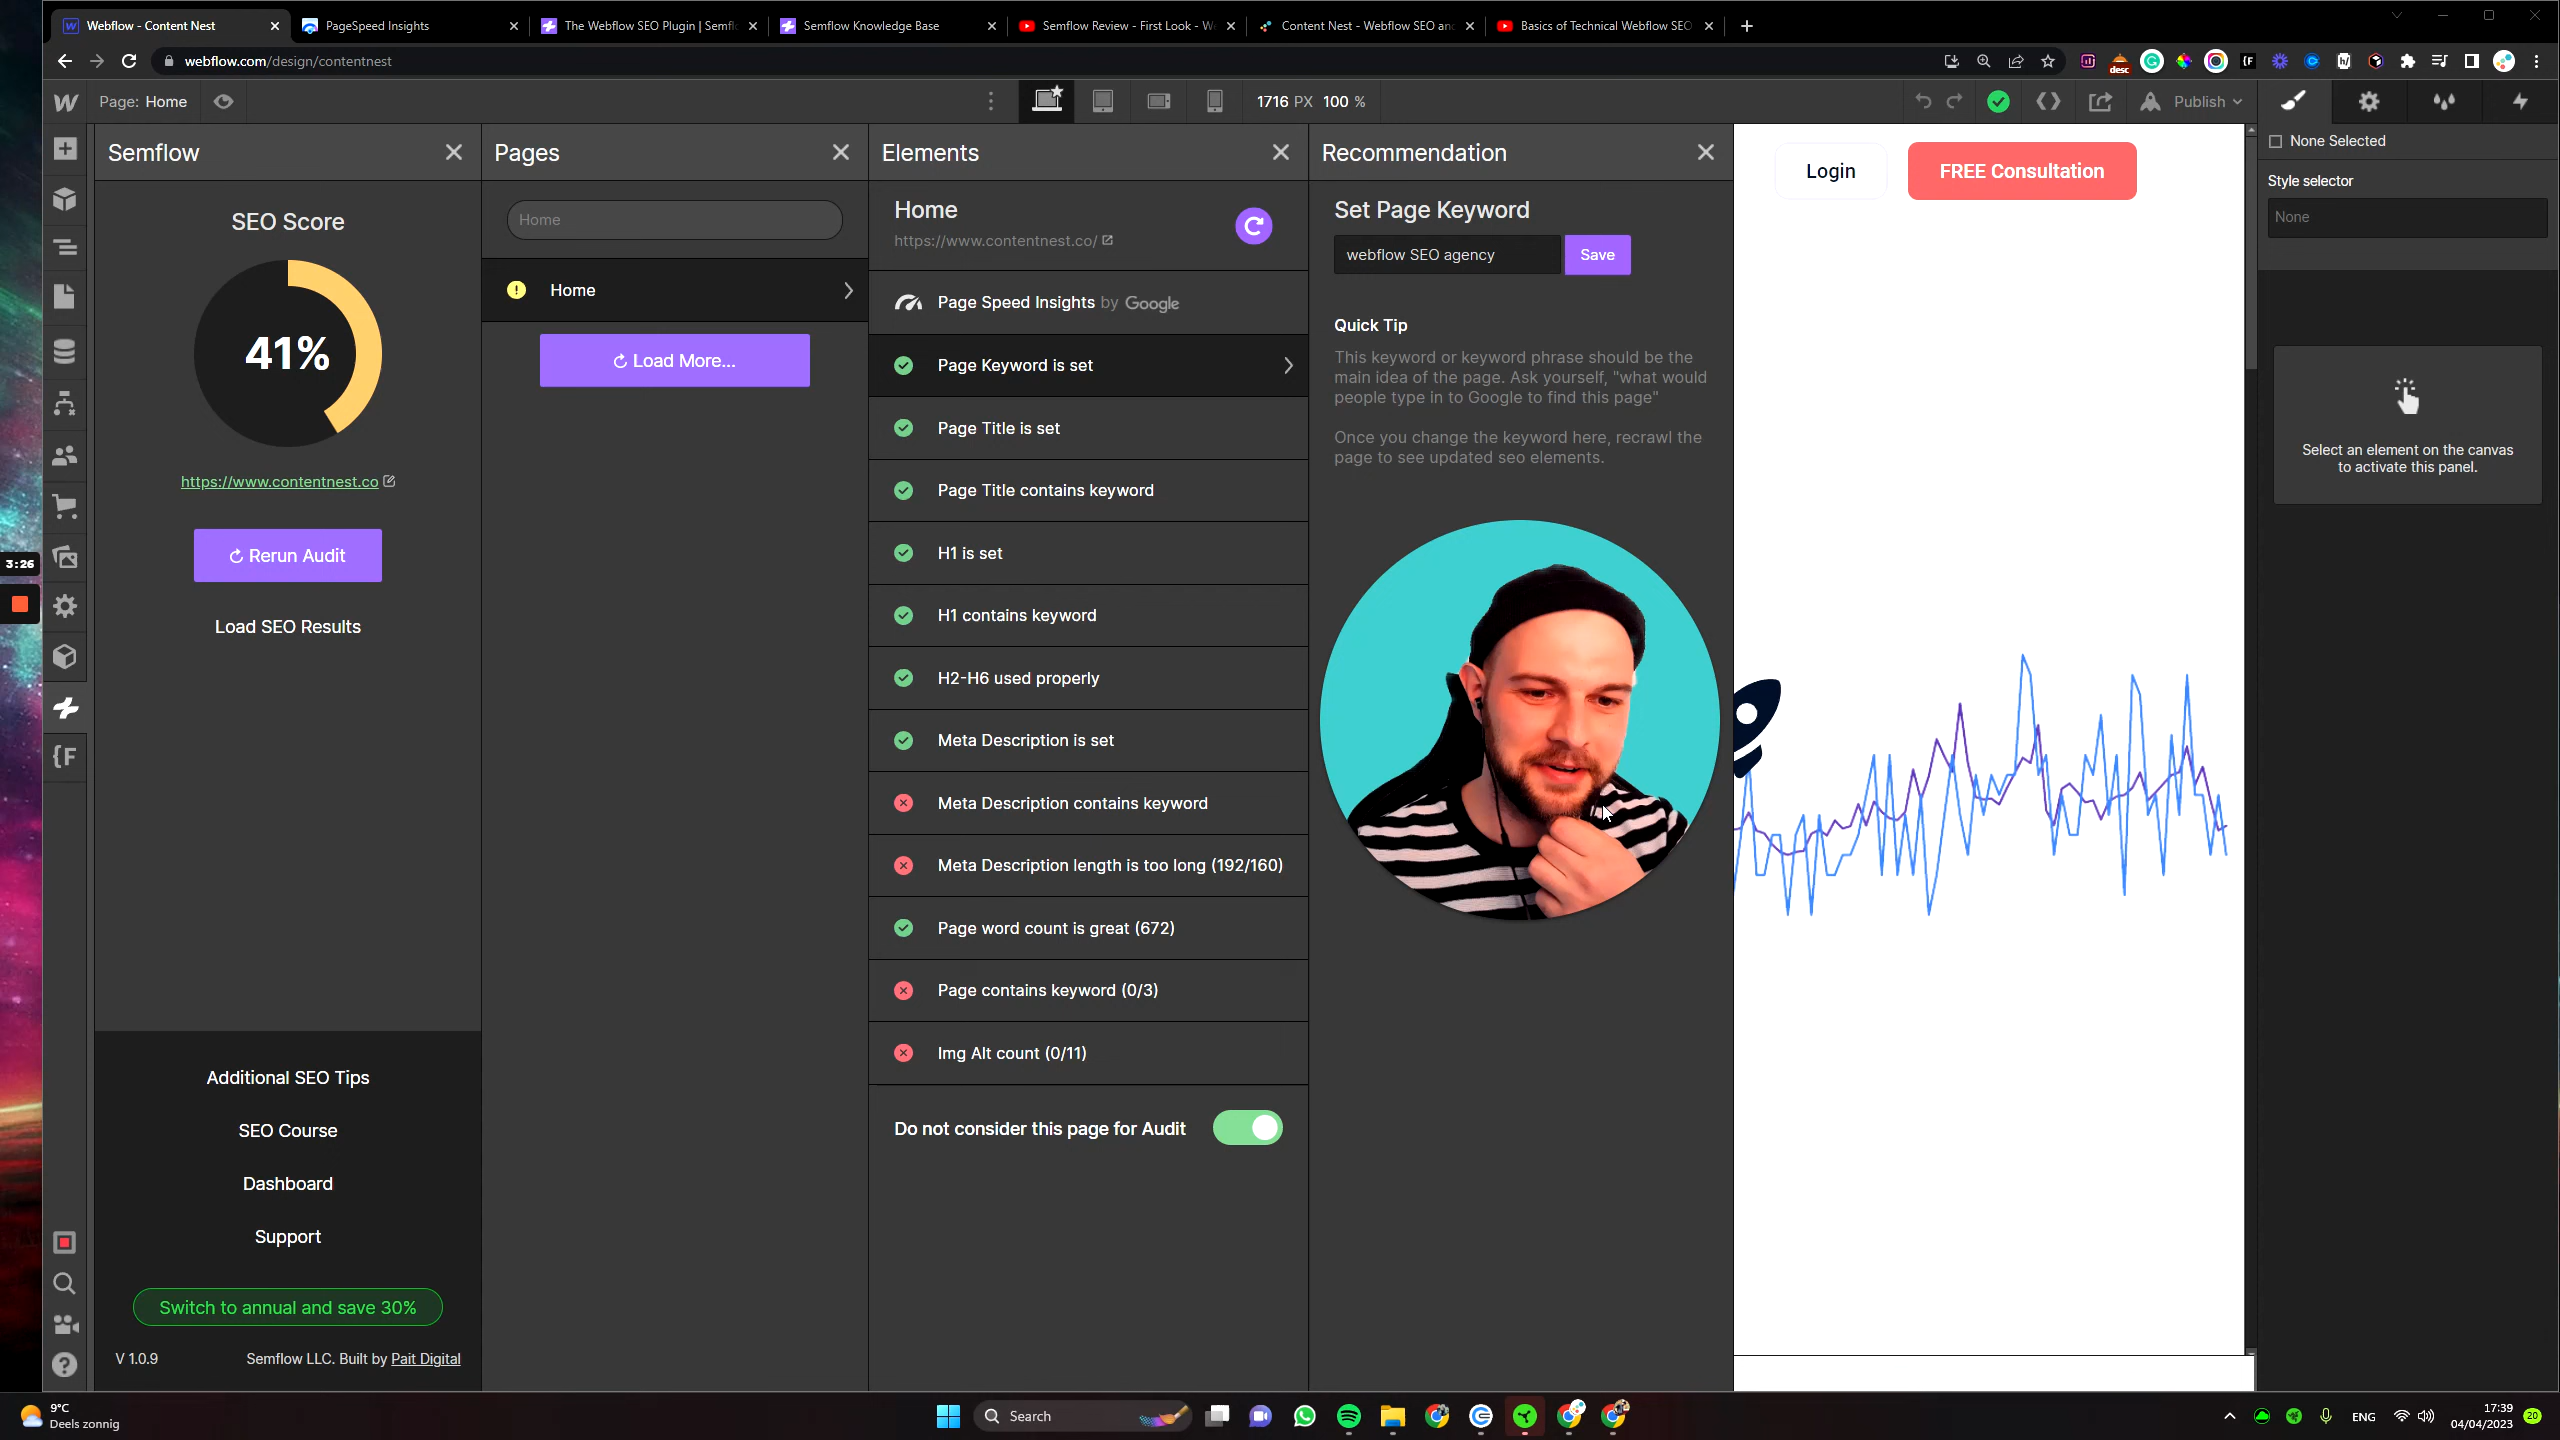 Webflow - Content Nest
PageSpeed Insights
The Webflow SEO Plugin | Semfl
Semflow Knowledge Base
Semflow Review - First Look - W
Content Nest - Webflow SEO an
Basics of Technical Webflow SEO
webflow.com/design/contentnest
desc
Page: Home
1716 PX 100 %
Publish
Semflow
Pages
Elements
Recommendation
Login
FREE Consultation
None Selected
Style selector
None
SEO Score
41%
https://www.contentnest.co
Rerun Audit
Load SEO Results
Home
Home
Load More...
Home
https://www.contentnest.co/
Page Speed Insights by Google
Page Keyword is set
Page Title is set
Page Title contains keyword
H1 is set
H1 contains keyword
H2-H6 used properly
Meta Description is set
Meta Description contains keyword
Meta Description length is too long (192/160)
Page word count is great (672)
Page contains keyword (0/3)
Img Alt count (0/11)
Do not consider this page for Audit
Set Page Keyword
webflow SEO agency
Save
Quick Tip
This keyword or keyword phrase should be the
main idea of the page. Ask yourself, "what would
people type in to Google to find this page"
Once you change the keyword here, recrawl the
page to see updated seo elements.
Select an element on the canvas
to activate this panel.
3:26
{F
Additional SEO Tips
SEO Course
Dashboard
Support
Switch to annual and save 30%
V 1.0.9
Semflow LLC. Built by Pait Digital
9°C
Deels zonnig
Search
ENG
17:39
04/04/2023
20